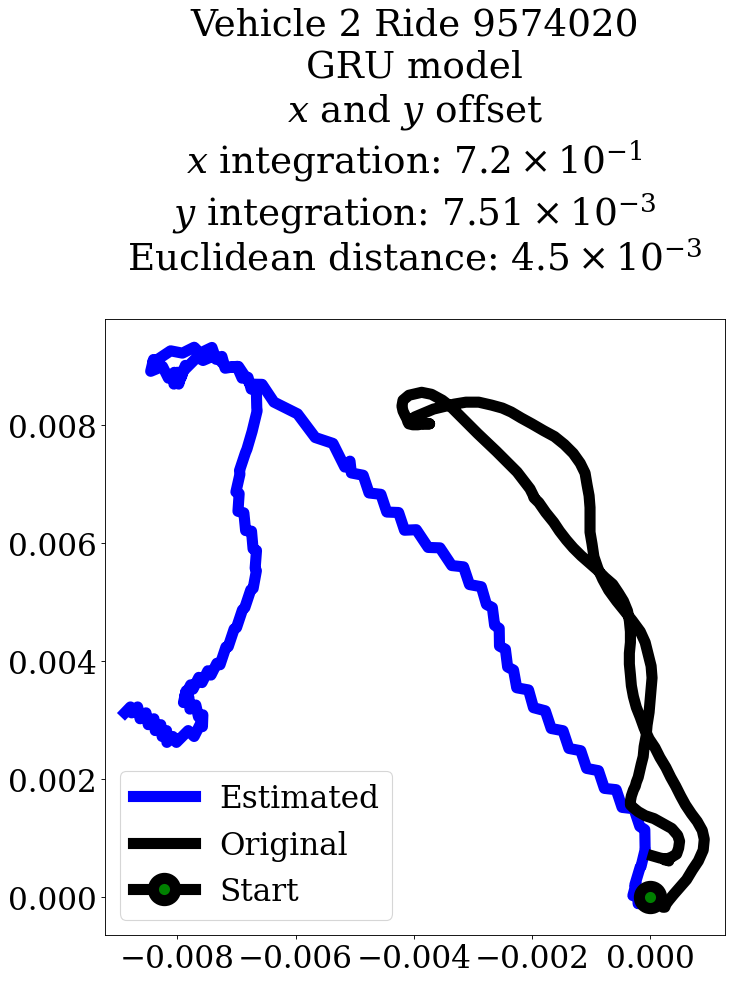 Vehicle 2 Ride 9574020
GRU model
x and y offset
x integration: 7.2 × 10⁻¹
y integration: 7.51 × 10⁻³
Euclidean distance: 4.5 × 10⁻³
0.008
0.006
0.004
0.002
0.000
Estimated
Original
Start
−0.008 −0.006 −0.004 −0.002 0.000